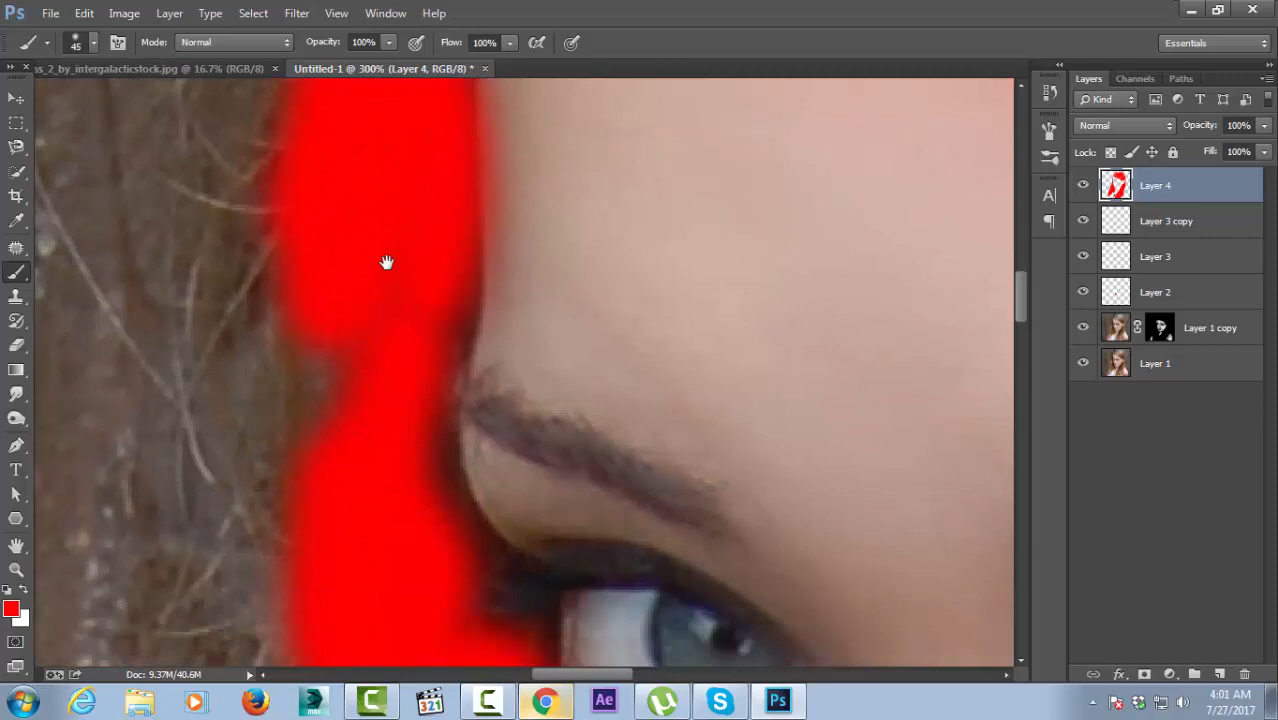 Ps File Edit Image Layer Type Select Filter View Window Help
45 Mode: Normal Opacity: 100% Flow: 100% Essentials
ss_2_by_intergalacticstock.jpg @ 16.7% (RGB/8) × Untitled-1 @ 300% (Layer 4, RGB/8) * ×
Layers Channels Paths
Kind
Normal Opacity: 100%
Lock: Fill: 100%
Layer 4
Layer 3 copy
Layer 3
Layer 2
Layer 1 copy
Layer 1
Doc: 9.37M/40.6M
321 Ae Ps
4:01 AM
7/27/2017